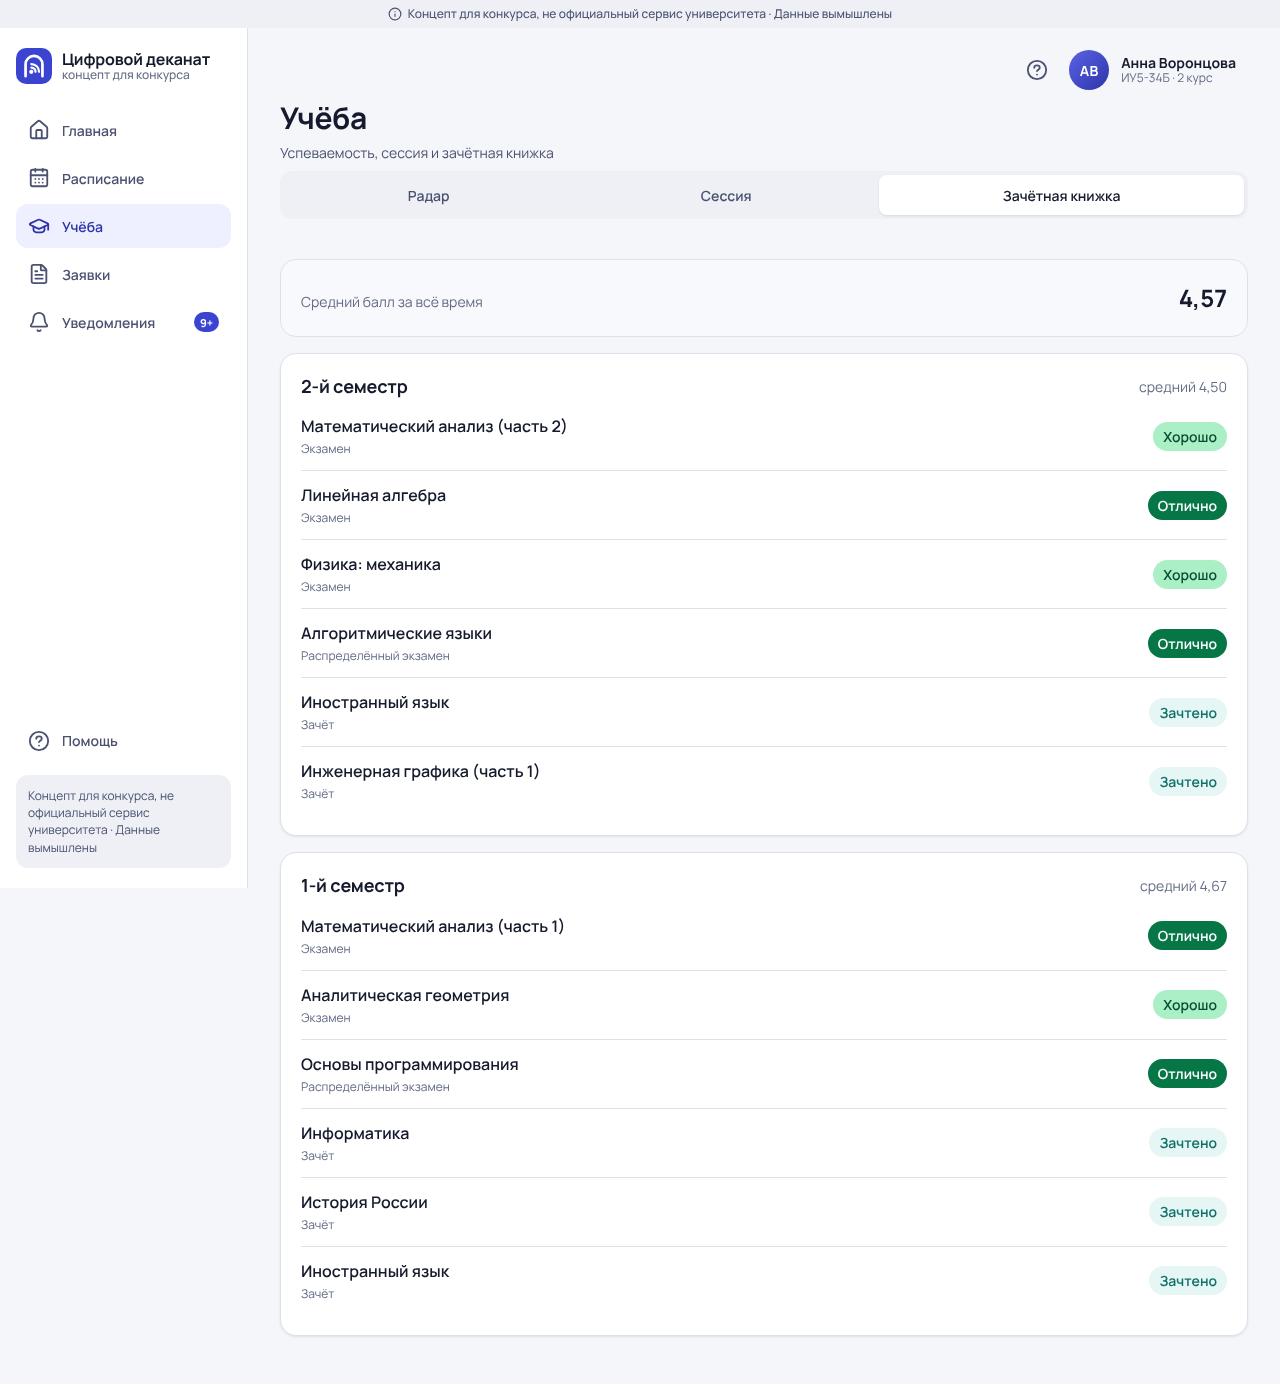 Концепт для конкурса, не официальный сервис университета · Данные вымышлены
Цифровой деканат
концепт для конкурса
Главная
Расписание
Учёба
Заявки
Уведомления
9+
Помощь
Концепт для конкурса, не
официальный сервис
университета · Данные
вымышлены
АВ
Анна Воронцова
ИУ5-34Б · 2 курс
Учёба
Успеваемость, сессия и зачётная книжка
Радар
Сессия
Зачётная книжка
Средний балл за всё время
4,57
2-й семестр
средний 4,50
Математический анализ (часть 2)
Экзамен
Хорошо
Линейная алгебра
Экзамен
Отлично
Физика: механика
Экзамен
Хорошо
Алгоритмические языки
Распределённый экзамен
Отлично
Иностранный язык
Зачёт
Зачтено
Инженерная графика (часть 1)
Зачёт
Зачтено
1-й семестр
средний 4,67
Математический анализ (часть 1)
Экзамен
Отлично
Аналитическая геометрия
Экзамен
Хорошо
Основы программирования
Распределённый экзамен
Отлично
Информатика
Зачёт
Зачтено
История России
Зачёт
Зачтено
Иностранный язык
Зачёт
Зачтено